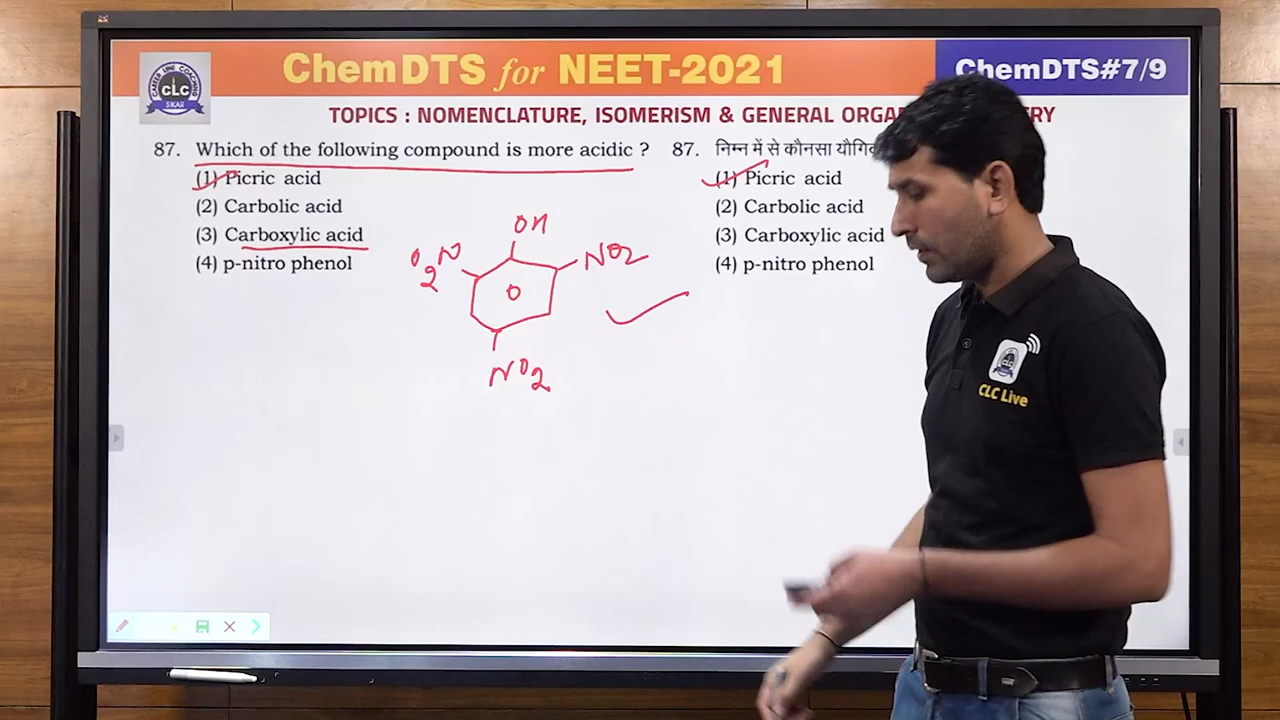 ChemDTS for NEET-2021
ChemDTS#7/9
CLC
SIKAR
TOPICS : NOMENCLATURE, ISOMERISM & GENERAL
87. Which of the following compound is more acidic ?
(1) Picric acid
(2) Carbolic acid
(3) Carboxylic acid
(4) p-nitro phenol
87. निम्न में से कौनसा
(1) Picric acid
(2) Carbolic acid
(3) Carboxylic acid
(4) p-nitro phenol
OH
O2N
NO2
NO2
CLC
CLC Live